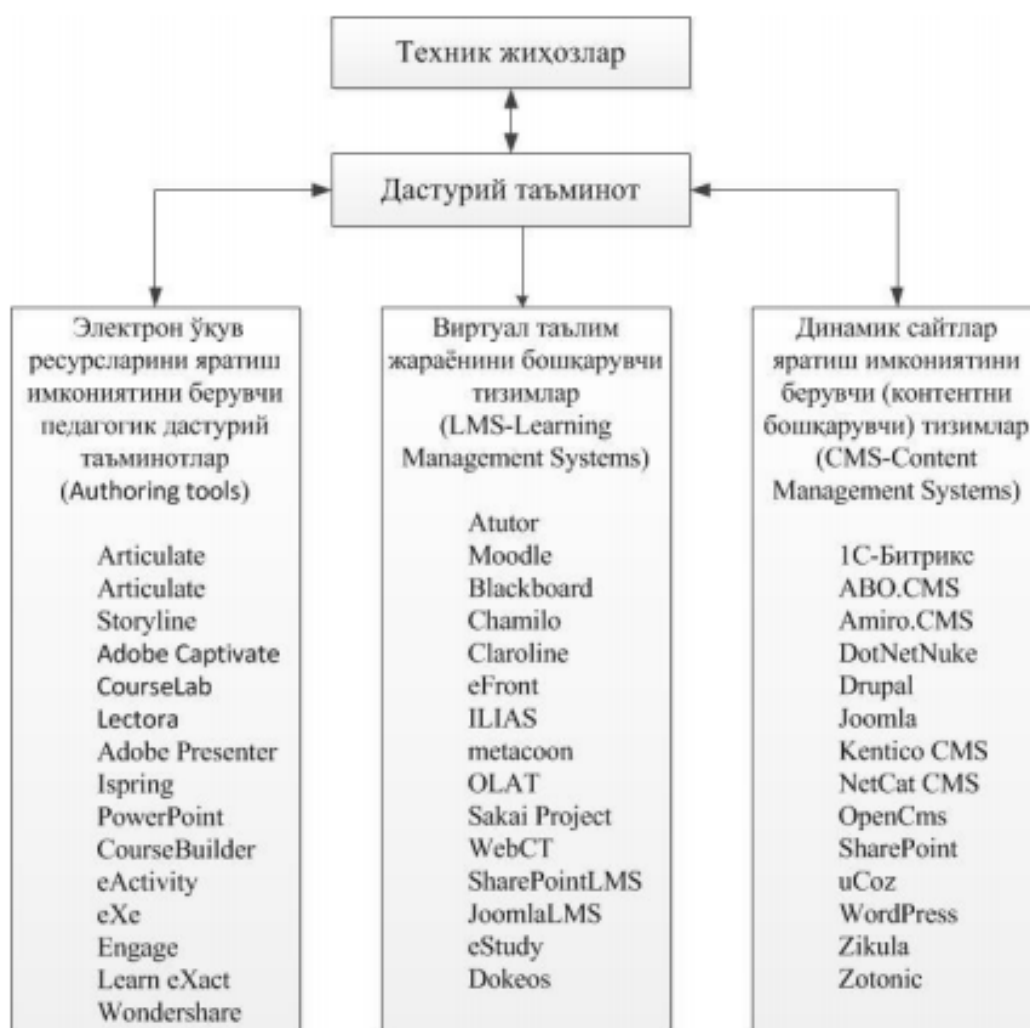 Техник жиҳозлар
Дастурий таъминот
Электрон ўқув
ресурсларини яратиш
имкониятини берувчи
педагогик дастурий
таъминотлар
(Authoring tools)
Articulate
Articulate
Storyline
Adobe Captivate
CourseLab
Lectora
Adobe Presenter
Ispring
PowerPoint
CourseBuilder
eActivity
eXe
Engage
Learn eXact
Wondershare
Виртуал таълим
жараёнини бошқарувчи
тизимлар
(LMS-Learning
Management Systems)
Atutor
Moodle
Blackboard
Chamilo
Claroline
eFront
ILIAS
metacoon
OLAT
Sakai Project
WebCT
SharePointLMS
JoomlaLMS
eStudy
Dokeos
Динамик сайтлар
яратиш имкониятини
берувчи (контентни
бошқарувчи) тизимлар
(CMS-Content
Management Systems)
1С-Битрикс
ABO.CMS
Amiro.CMS
DotNetNuke
Drupal
Joomla
Kentico CMS
NetCat CMS
OpenCms
SharePoint
uCoz
WordPress
Zikula
Zotonic